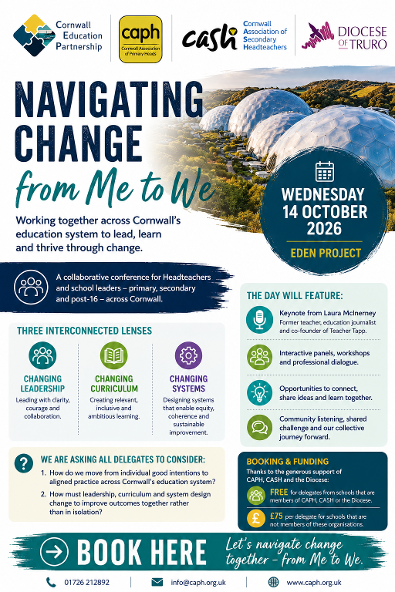 Cornwall
Education
Partnership
caph
Cornwall Association
of Primary Heads
cash
Cornwall
Association of
Secondary
Headteachers
DIOCESE
OF TRURO
NAVIGATING
CHANGE
from Me to We
Working together across Cornwall's
education system to lead, learn
and thrive through change.
WEDNESDAY
14 OCTOBER
2026
EDEN PROJECT
A collaborative conference for Headteachers
and school leaders – primary, secondary
and post-16 – across Cornwall.
THREE INTERCONNECTED LENSES
CHANGING
LEADERSHIP
Leading with clarity,
courage and
collaboration.
CHANGING
CURRICULUM
Creating relevant,
inclusive and
ambitious learning.
CHANGING
SYSTEMS
Designing systems
that enable equity,
coherence and
sustainable
improvement.
THE DAY WILL FEATURE:
Keynote from Laura McInerney
Former teacher, education journalist
and co-founder of Teacher Tapp.
Interactive panels, workshops
and professional dialogue.
Opportunities to connect,
share ideas and learn together.
Community listening, shared
challenge and our collective
journey forward.
?
WE ARE ASKING ALL DELEGATES TO CONSIDER:
1. How do we move from individual good intentions to
aligned practice across Cornwall's education system?
2. How must leadership, curriculum and system design
change to improve outcomes together rather
than in isolation?
BOOKING & FUNDING
Thanks to the generous support of
CAPH, CASH and the Diocese:
FREE for delegates from schools that are
members of CAPH, CASH or the Diocese.
£
£75 per delegate for schools that are
not members of these organisations.
BOOK HERE
Let's navigate change
together – from Me to We.
01726 212892
info@caph.org.uk
www.caph.org.uk